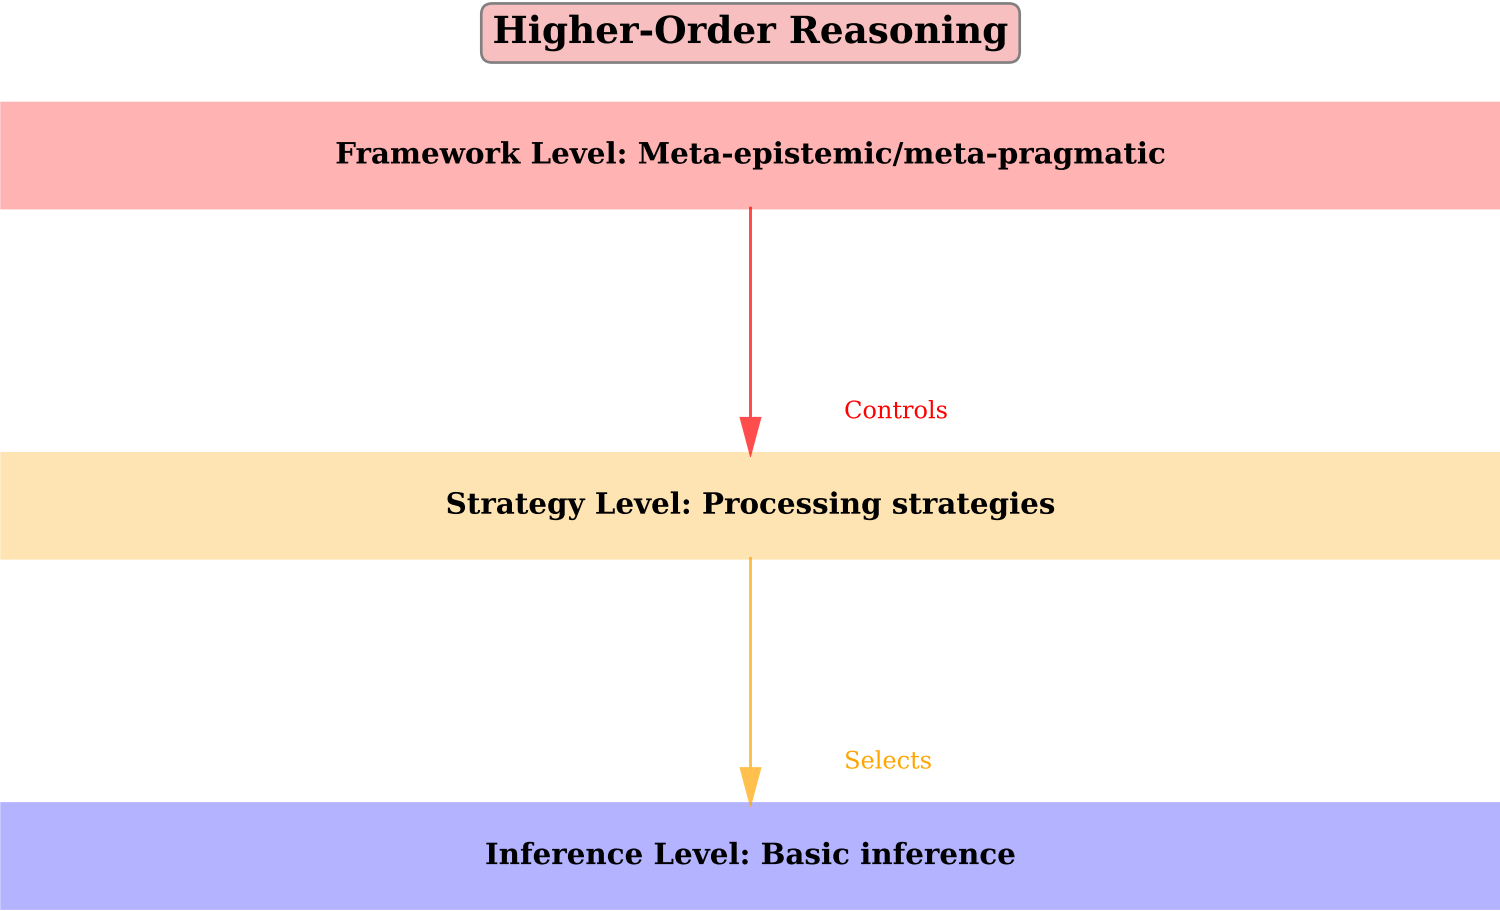 Higher-Order Reasoning
Framework Level: Meta-epistemic/meta-pragmatic
Controls
Strategy Level: Processing strategies
Selects
Inference Level: Basic inference